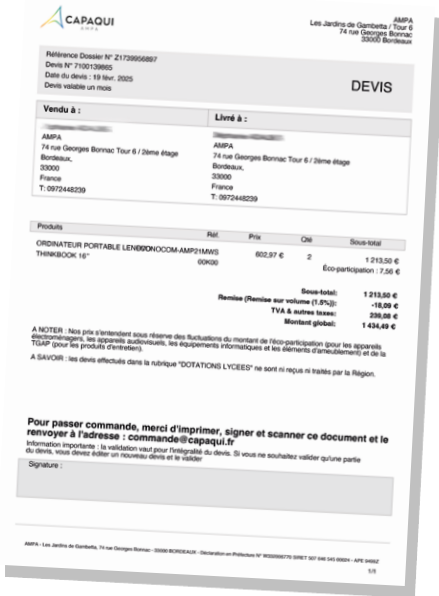 CAPAQUI
AMPA
AMPA
Les Jardins de Gambetta / Tour 6
74 rue Georges Bonnac
33000 Bordeaux
Référence Dossier N° Z1739956897
Devis N° 7100139865
Date du devis : 19 févr. 2025
Devis valable un mois
DEVIS
Vendu à :
AMPA
74 rue Georges Bonnac Tour 6 / 2ème étage
Bordeaux,
33000
France
T: 0972448239
Livré à :
AMPA
74 rue Georges Bonnac Tour 6 / 2ème étage
Bordeaux,
33000
France
T: 0972448239
Produits Réf. Prix Qté Sous-total
ORDINATEUR PORTABLE 602,97 € 2 1 213,50 €
THINKBOOK 16" 00K00 Éco-participation : 7,56 €
Sous-total: 1 213,50 €
Remise (Remise sur volume (1.5%)): -18,09 €
TVA & autres taxes: 239,08 €
Montant global: 1 434,49 €
A NOTER : Nos prix s'entendent sous réserve des fluctuations du montant de l'éco-participation (pour les appareils
électroménagers, les appareils audiovisuels, les équipements informatiques et les éléments d'ameublement) et de la
TGAP (pour les produits d'entretien).
A SAVOIR : les devis effectués dans la rubrique "DOTATIONS LYCEES" ne sont ni reçus ni traités par la Région.
Pour passer commande, merci d'imprimer, signer et scanner ce document et le
renvoyer à l'adresse : commande@capaqui.fr
Information importante : la validation vaut pour l'intégralité du devis. Si vous ne souhaitez valider qu'une partie
du devis, vous devez éditer un nouveau devis et le valider
Signature :
AMPA - Les Jardins de Gambetta, 74 rue Georges Bonnac - 33000 BORDEAUX - Déclaration en Préfecture N°
1/1